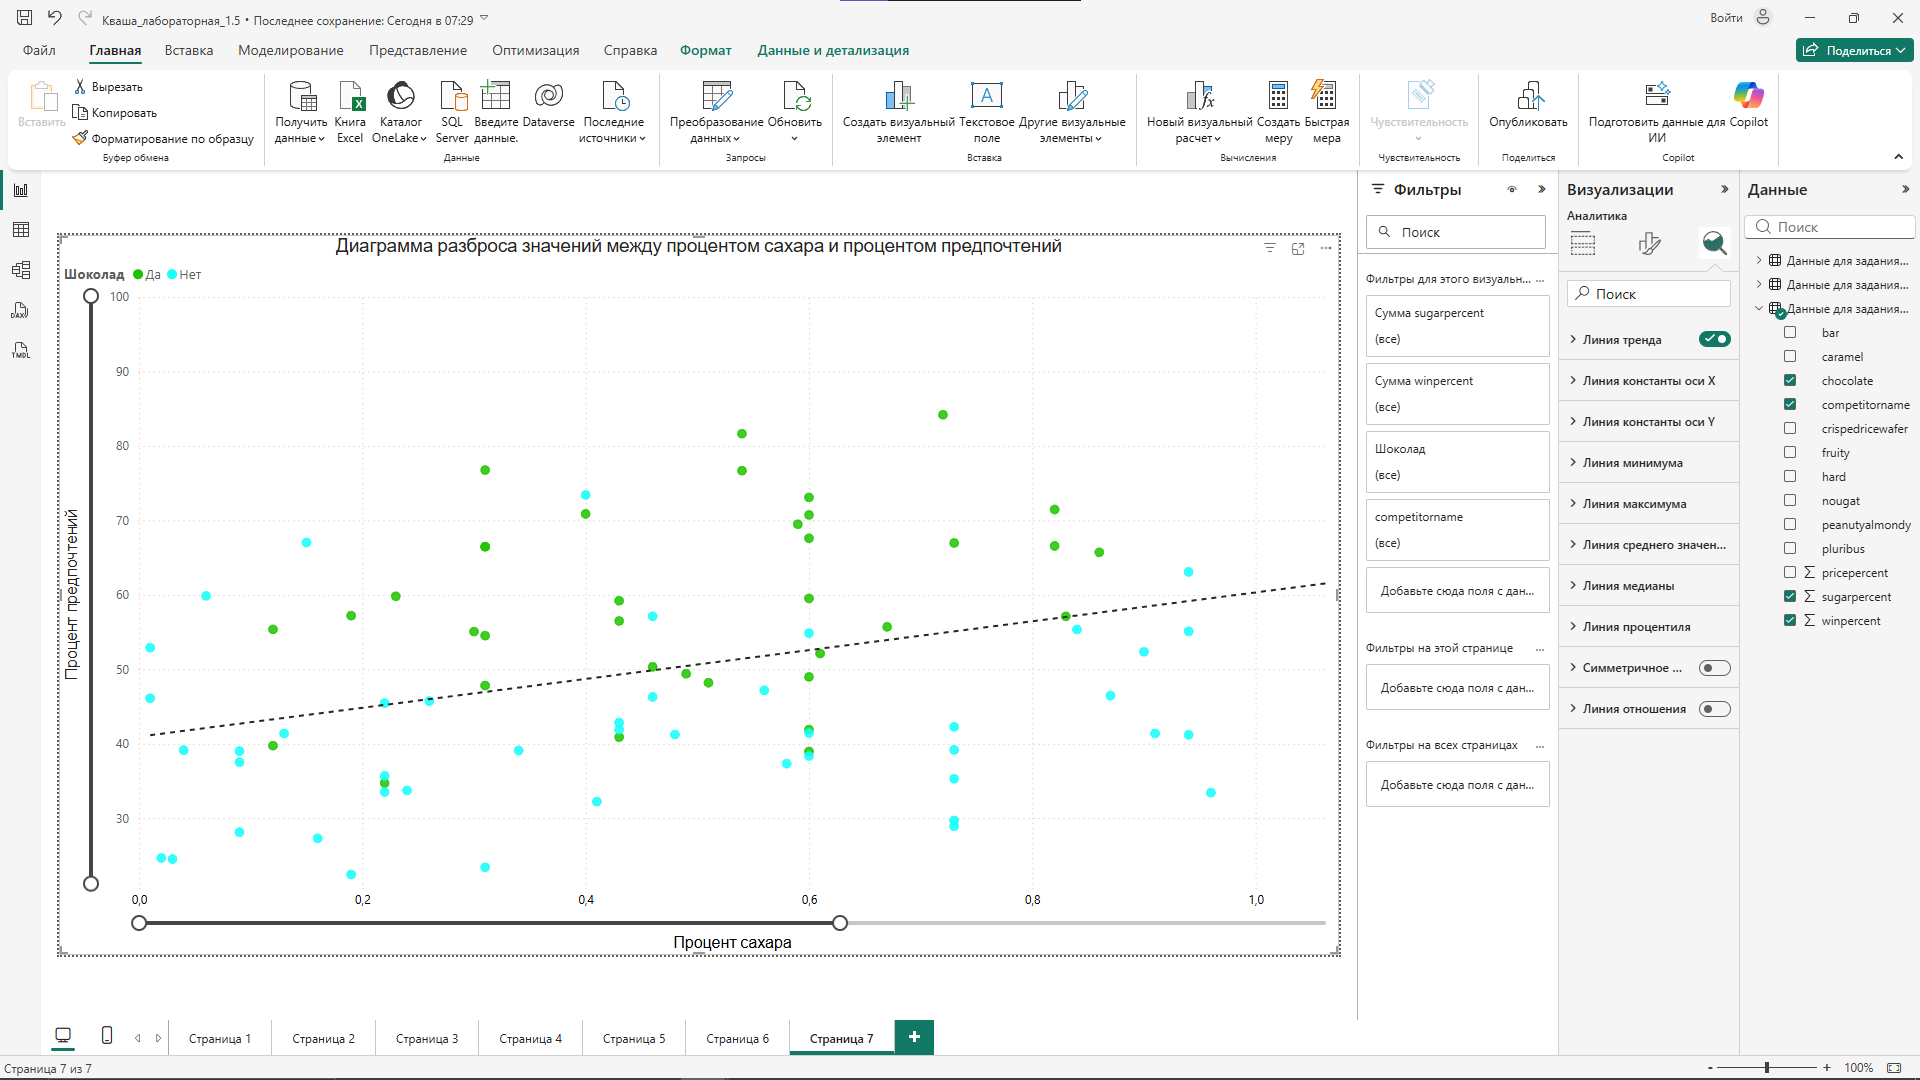 Кваша_лабораторная_1.5 • Последнее сохранение: Сегодня в 07:29
Войти
Файл
Главная
Вставка
Моделирование
Представление
Оптимизация
Справка
Формат
Данные и детализация
Поделиться
Вставить
Вырезать
Копировать
Форматирование по образцу
Буфер обмена
Получить данные
Книга Excel
Каталог OneLake
SQL Server
Введите данные.
Dataverse
Последние источники
Данные
Преобразование данных
Обновить
Запросы
Создать визуальный элемент
Текстовое поле
Другие визуальные элементы
Вставка
Новый визуальный расчет
Создать меру
Быстрая мера
Вычисления
Чувствительность
Чувствительность
Опубликовать
Поделиться
Подготовить данные для ИИ
Copilot
Copilot
DAX
TMDL
Диаграмма разброса значений между процентом сахара и процентом предпочтений
Шоколад Да Нет
Процент предпочтений
100
90
80
70
60
50
40
30
0,0 0,2 0,4 0,6 0,8 1,0
Процент сахара
Фильтры
Поиск
Фильтры для этого визуальн... ...
Сумма sugarpercent
(все)
Сумма winpercent
(все)
Шоколад
(все)
competitorname
(все)
Добавьте сюда поля с дан...
Фильтры на этой странице ...
Добавьте сюда поля с дан...
Фильтры на всех страницах ...
Добавьте сюда поля с дан...
Визуализации
Аналитика
Поиск
Линия тренда
Линия константы оси X
Линия константы оси Y
Линия минимума
Линия максимума
Линия среднего значен...
Линия медианы
Линия процентиля
Симметричное ...
Линия отношения
Данные
Поиск
Данные для задания...
Данные для задания...
Данные для задания...
bar
caramel
chocolate
competitorname
crispedricewafer
fruity
hard
nougat
peanutyalmondy
pluribus
pricepercent
sugarpercent
winpercent
Страница 1
Страница 2
Страница 3
Страница 4
Страница 5
Страница 6
Страница 7
+
Страница 7 из 7
- + 100%